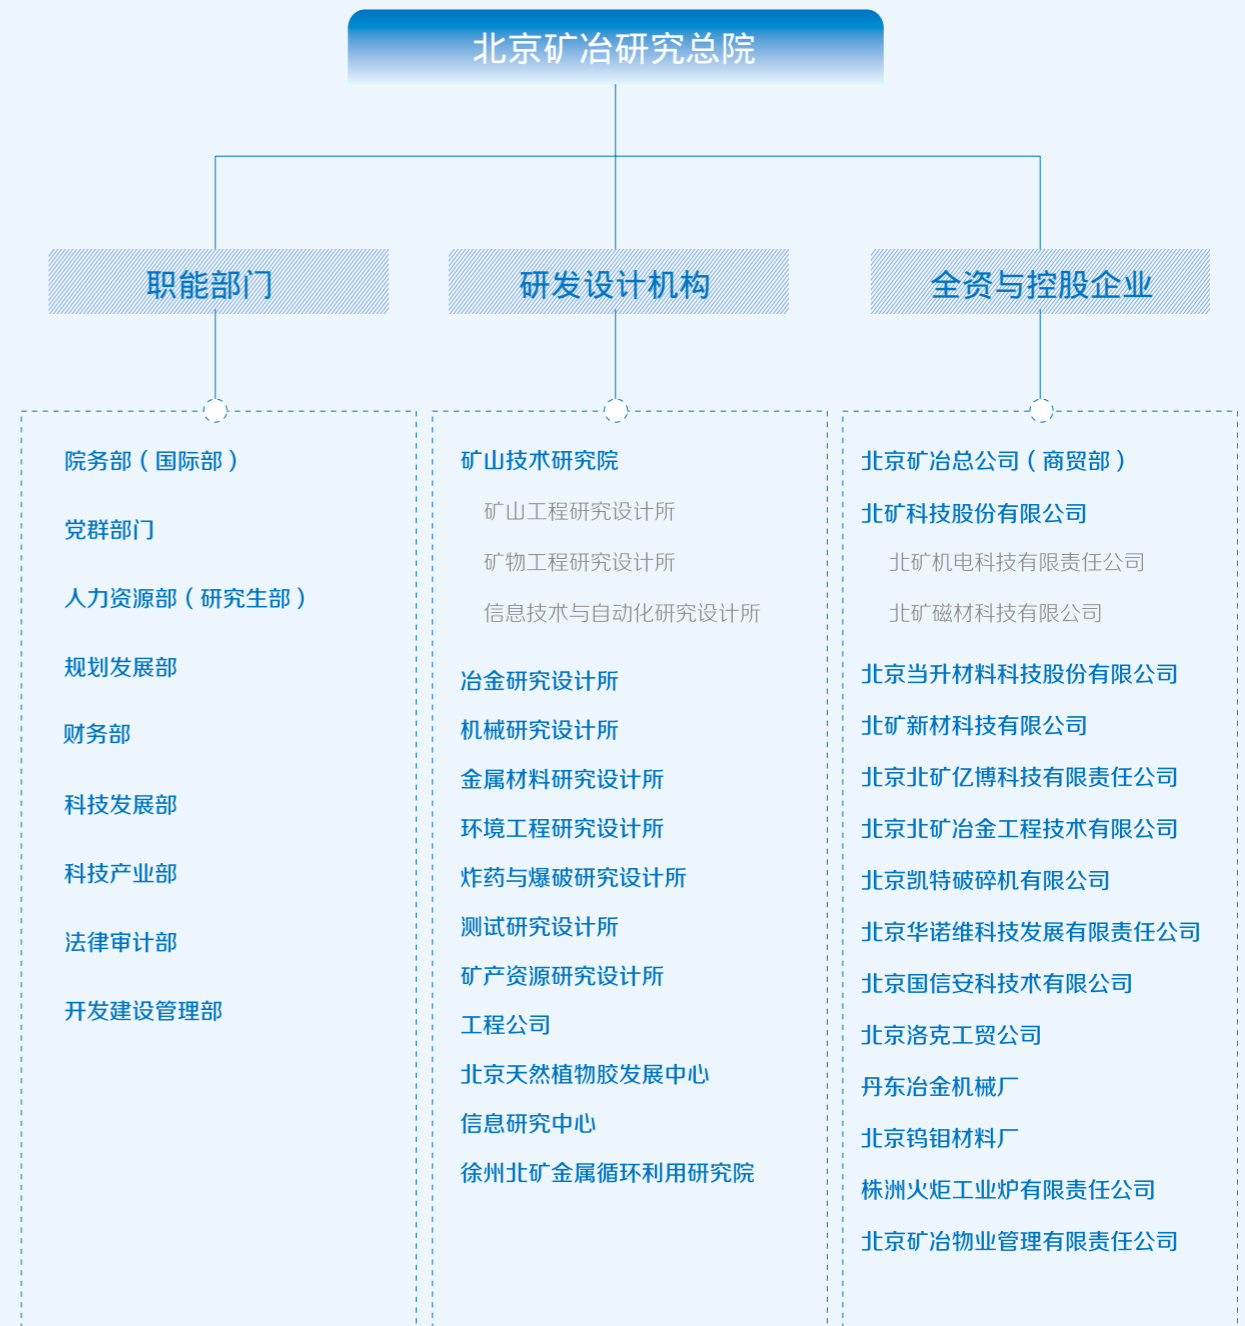 北京矿冶研究总院
职能部门
研发设计机构
全资与控股企业
院务部（国际部）
党群部门
人力资源部（研究生部）
规划发展部
财务部
科技发展部
科技产业部
法律审计部
开发建设管理部
矿山技术研究院
矿山工程研究设计所
矿物工程研究设计所
信息技术与自动化研究设计所
冶金研究设计所
机械研究设计所
金属材料研究设计所
环境工程研究设计所
炸药与爆破研究设计所
测试研究设计所
矿产资源研究设计所
工程公司
北京天然植物胶发展中心
信息研究中心
徐州北矿金属循环利用研究院
北京矿冶总公司（商贸部）
北矿科技股份有限公司
北矿机电科技有限责任公司
北矿磁材科技有限公司
北京当升材料科技股份有限公司
北矿新材科技有限公司
北京北矿亿博科技有限责任公司
北京北矿冶金工程技术有限公司
北京凯特破碎机有限公司
北京华诺维科技发展有限责任公司
北京国信安科技术有限公司
北京洛克工贸公司
丹东冶金机械厂
北京钨钼材料厂
株洲火炬工业炉有限责任公司
北京矿冶物业管理有限责任公司